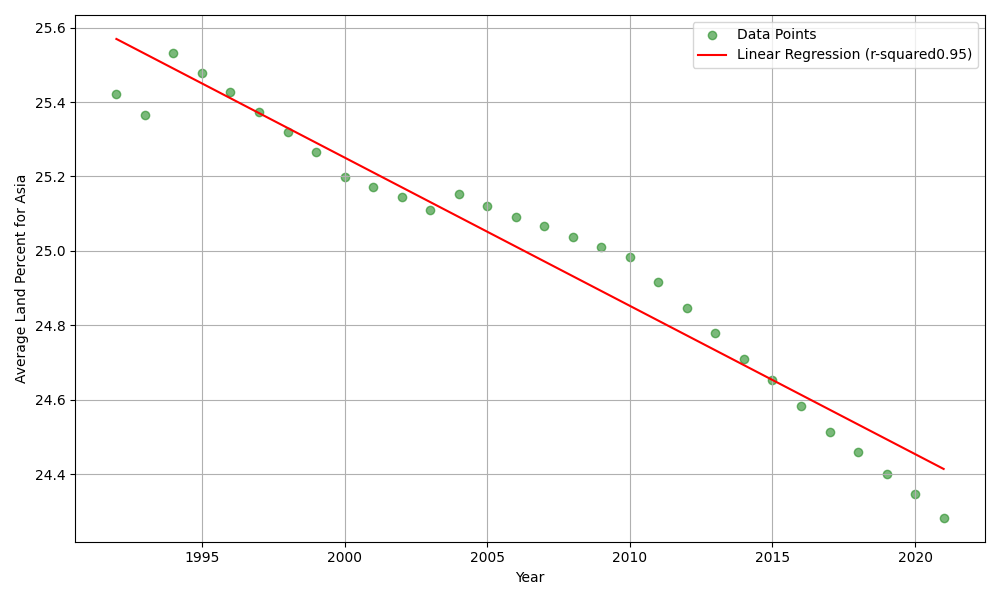 Data Points
Linear Regression (r-squared0.95)
25.6
25.4
25.2
25.0
24.8
24.6
24.4
Average Land Percent for Asia
1995 2000 2005 2010 2015 2020
Year